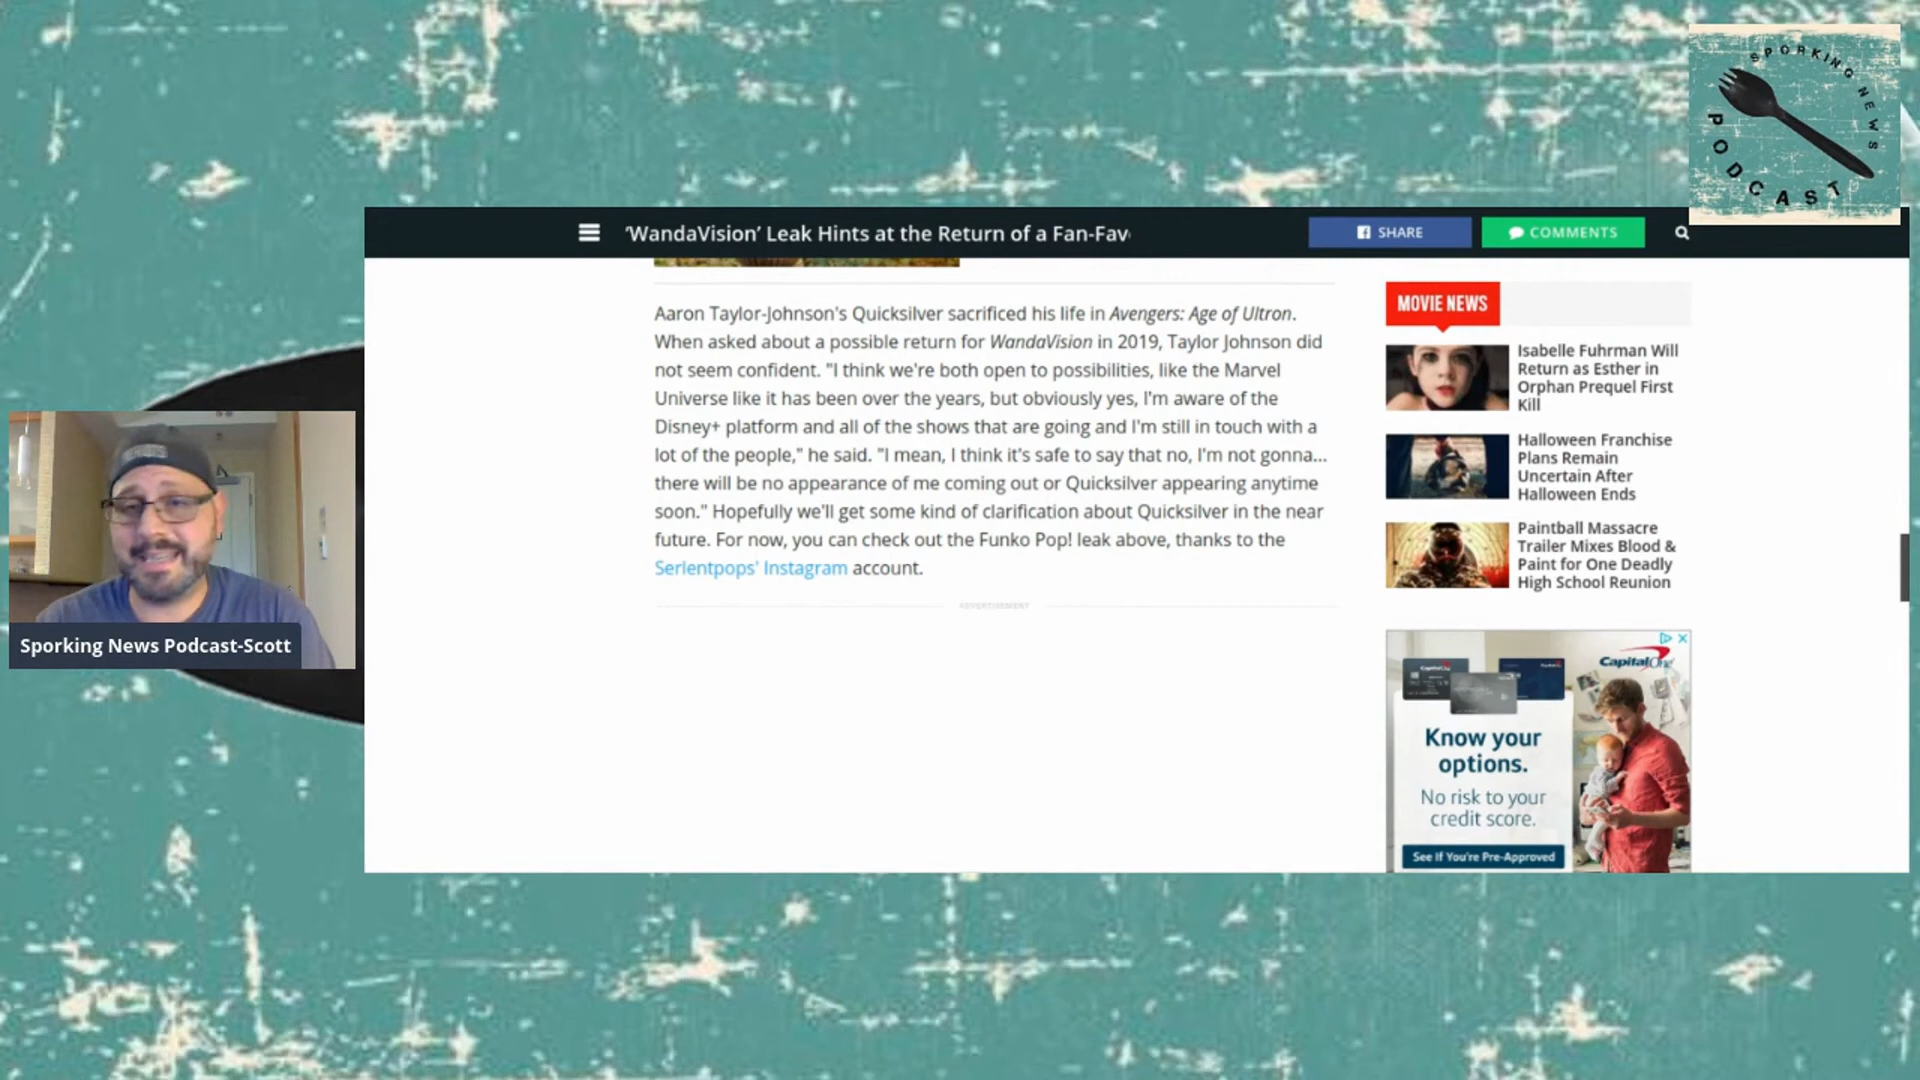 SPORKING NEWS
PODCAST
'WandaVision' Leak Hints at the Return of a Fan-Fav
SHARE
COMMENTS
Aaron Taylor-Johnson's Quicksilver sacrificed his life in Avengers: Age of Ultron.
When asked about a possible return for WandaVision in 2019, Taylor Johnson did
not seem confident. "I think we're both open to possibilities, like the Marvel
Universe like it has been over the years, but obviously yes, I'm aware of the
Disney+ platform and all of the shows that are going and I'm still in touch with a
lot of the people," he said. "I mean, I think it's safe to say that no, I'm not gonna...
there will be no appearance of me coming out or Quicksilver appearing anytime
soon." Hopefully we'll get some kind of clarification about Quicksilver in the near
future. For now, you can check out the Funko Pop! leak above, thanks to the
Serlentpops' Instagram account.
ADVERTISEMENT
MOVIE NEWS
Isabelle Fuhrman Will
Return as Esther in
Orphan Prequel First
Kill
Halloween Franchise
Plans Remain
Uncertain After
Halloween Ends
Paintball Massacre
Trailer Mixes Blood &
Paint for One Deadly
High School Reunion
Capital One
Know your
options.
No risk to your
credit score.
See If You're Pre-Approved
Sporking News Podcast-Scott